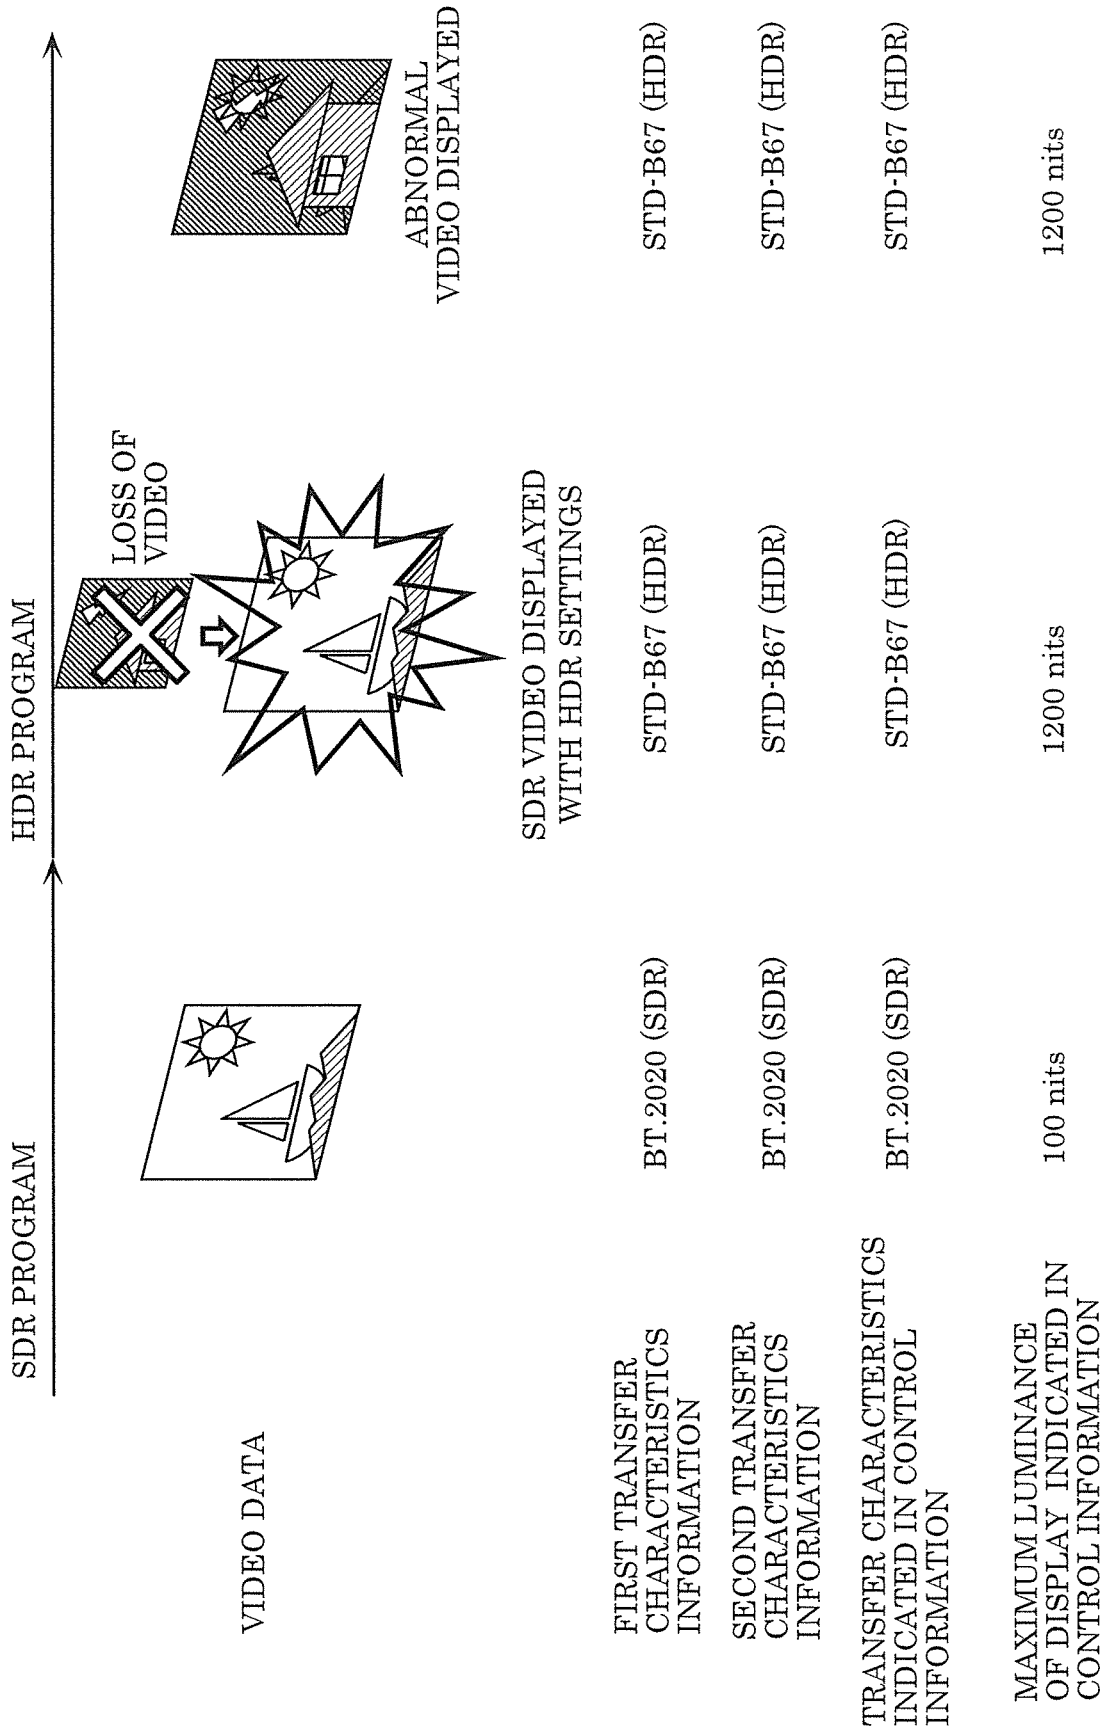 SDR PROGRAM
HDR PROGRAM
VIDEO DATA
LOSS OF
VIDEO
SDR VIDEO DISPLAYED
WITH HDR SETTINGS
ABNORMAL
VIDEO DISPLAYED
FIRST TRANSFER
CHARACTERISTICS
INFORMATION
BT.2020 (SDR)
STD-B67 (HDR)
STD-B67 (HDR)
SECOND TRANSFER
CHARACTERISTICS
INFORMATION
BT.2020 (SDR)
STD-B67 (HDR)
STD-B67 (HDR)
TRANSFER CHARACTERISTICS
INDICATED IN CONTROL
INFORMATION
BT.2020 (SDR)
STD-B67 (HDR)
STD-B67 (HDR)
MAXIMUM LUMINANCE
OF DISPLAY INDICATED IN
CONTROL INFORMATION
100 nits
1200 nits
1200 nits